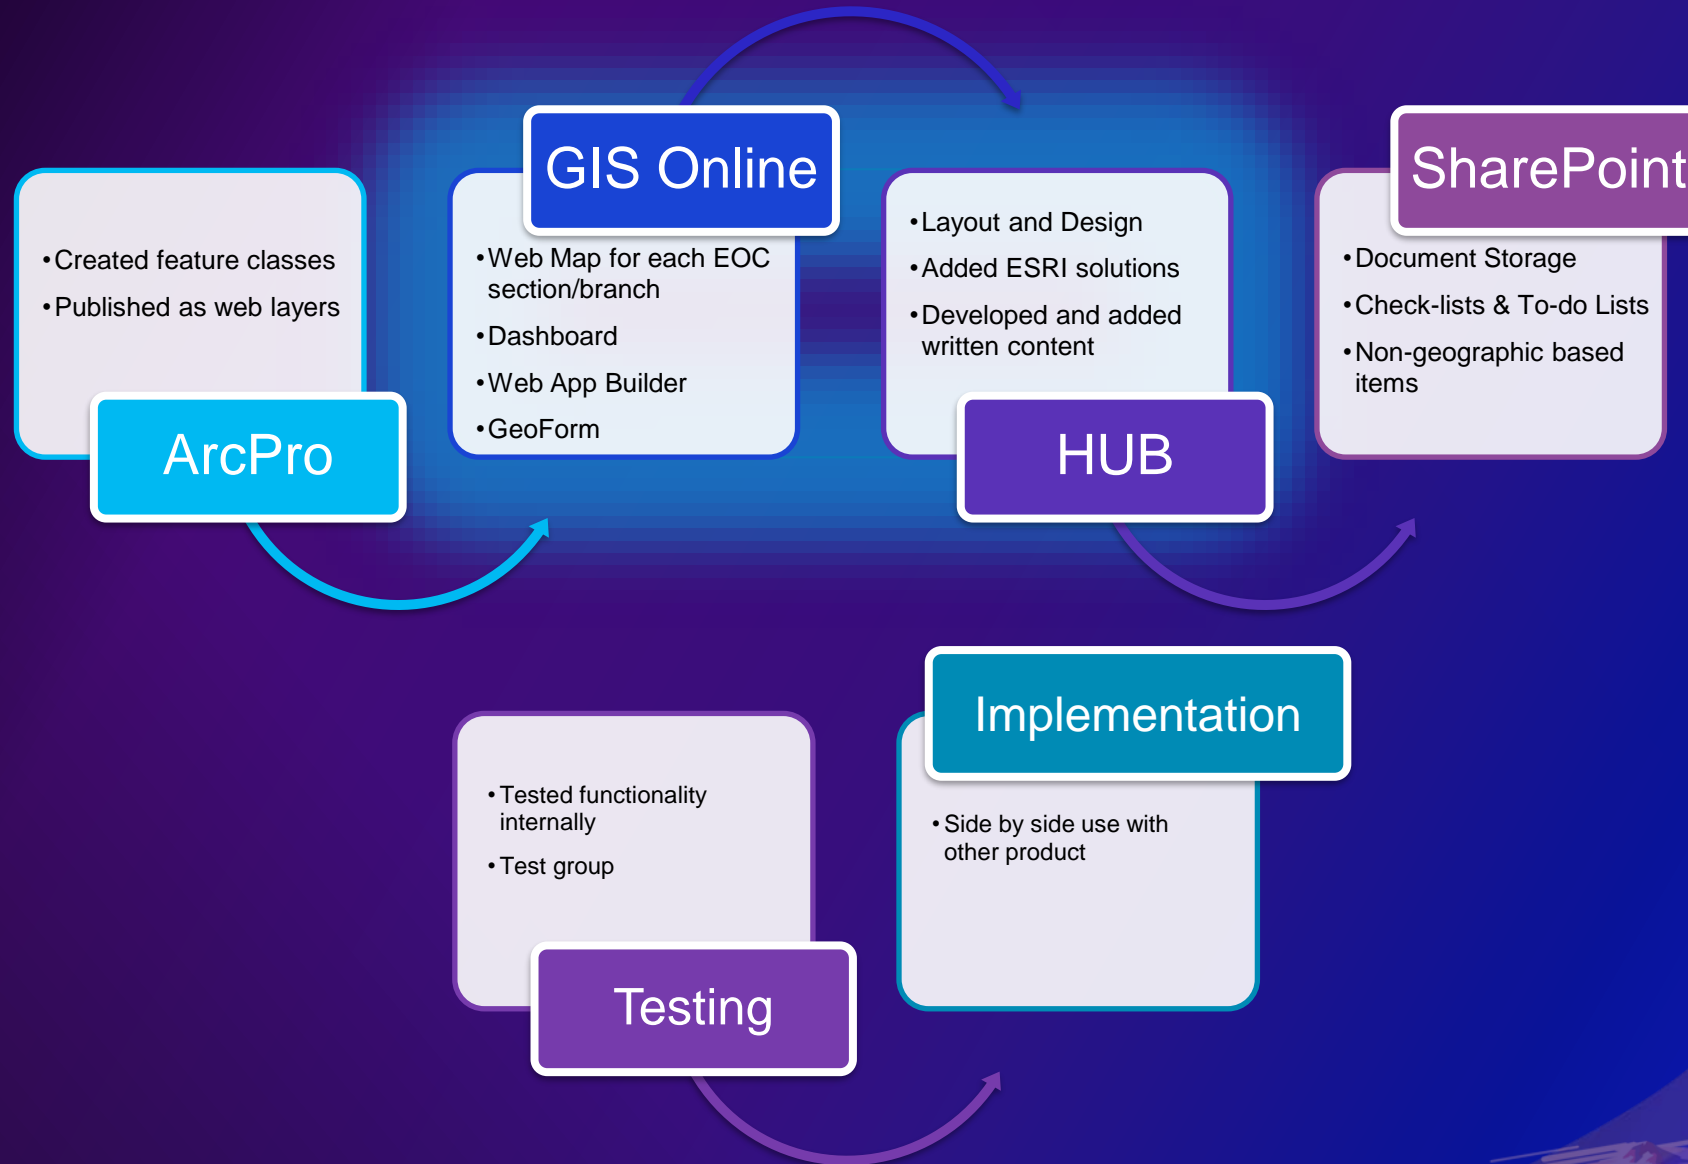 ArcPro
•Created feature classes
•Published as web layers
GIS Online
•Web Map for each EOC
section/branch
•Dashboard
•Web App Builder
•GeoForm
HUB
•Layout and Design
•Added ESRI solutions
•Developed and added
written content
SharePoint
•Document Storage
•Check-lists & To-do Lists
•Non-geographic based
items
Testing
•Tested functionality
internally
•Test group
Implementation
•Side by side use with
other product